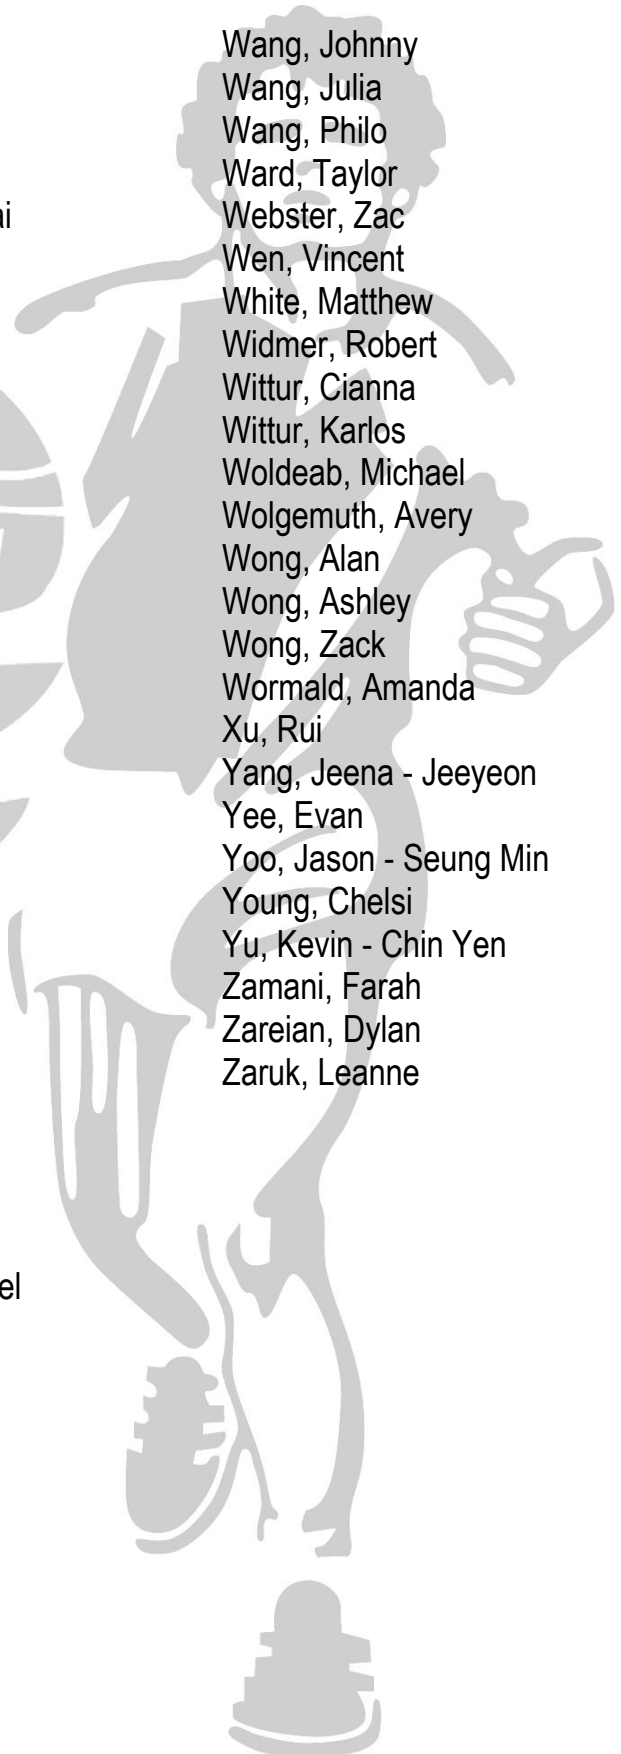 Wang, Johnny
Wang, Julia
Wang, Philo
Ward, Taylor
ai
Webster, Zac
Wen, Vincent
White, Matthew
Widmer, Robert
Wittur, Cianna
Wittur, Karlos
Woldeab, Michael
Wolgemuth, Avery
Wong, Alan
Wong, Ashley
Wong, Zack
Wormald, Amanda
Xu, Rui
Yang, Jeena - Jeeyeon
Yee, Evan
Yoo, Jason - Seung Min
Young, Chelsi
Yu, Kevin - Chin Yen
Zamani, Farah
Zareian, Dylan
Zaruk, Leanne
el